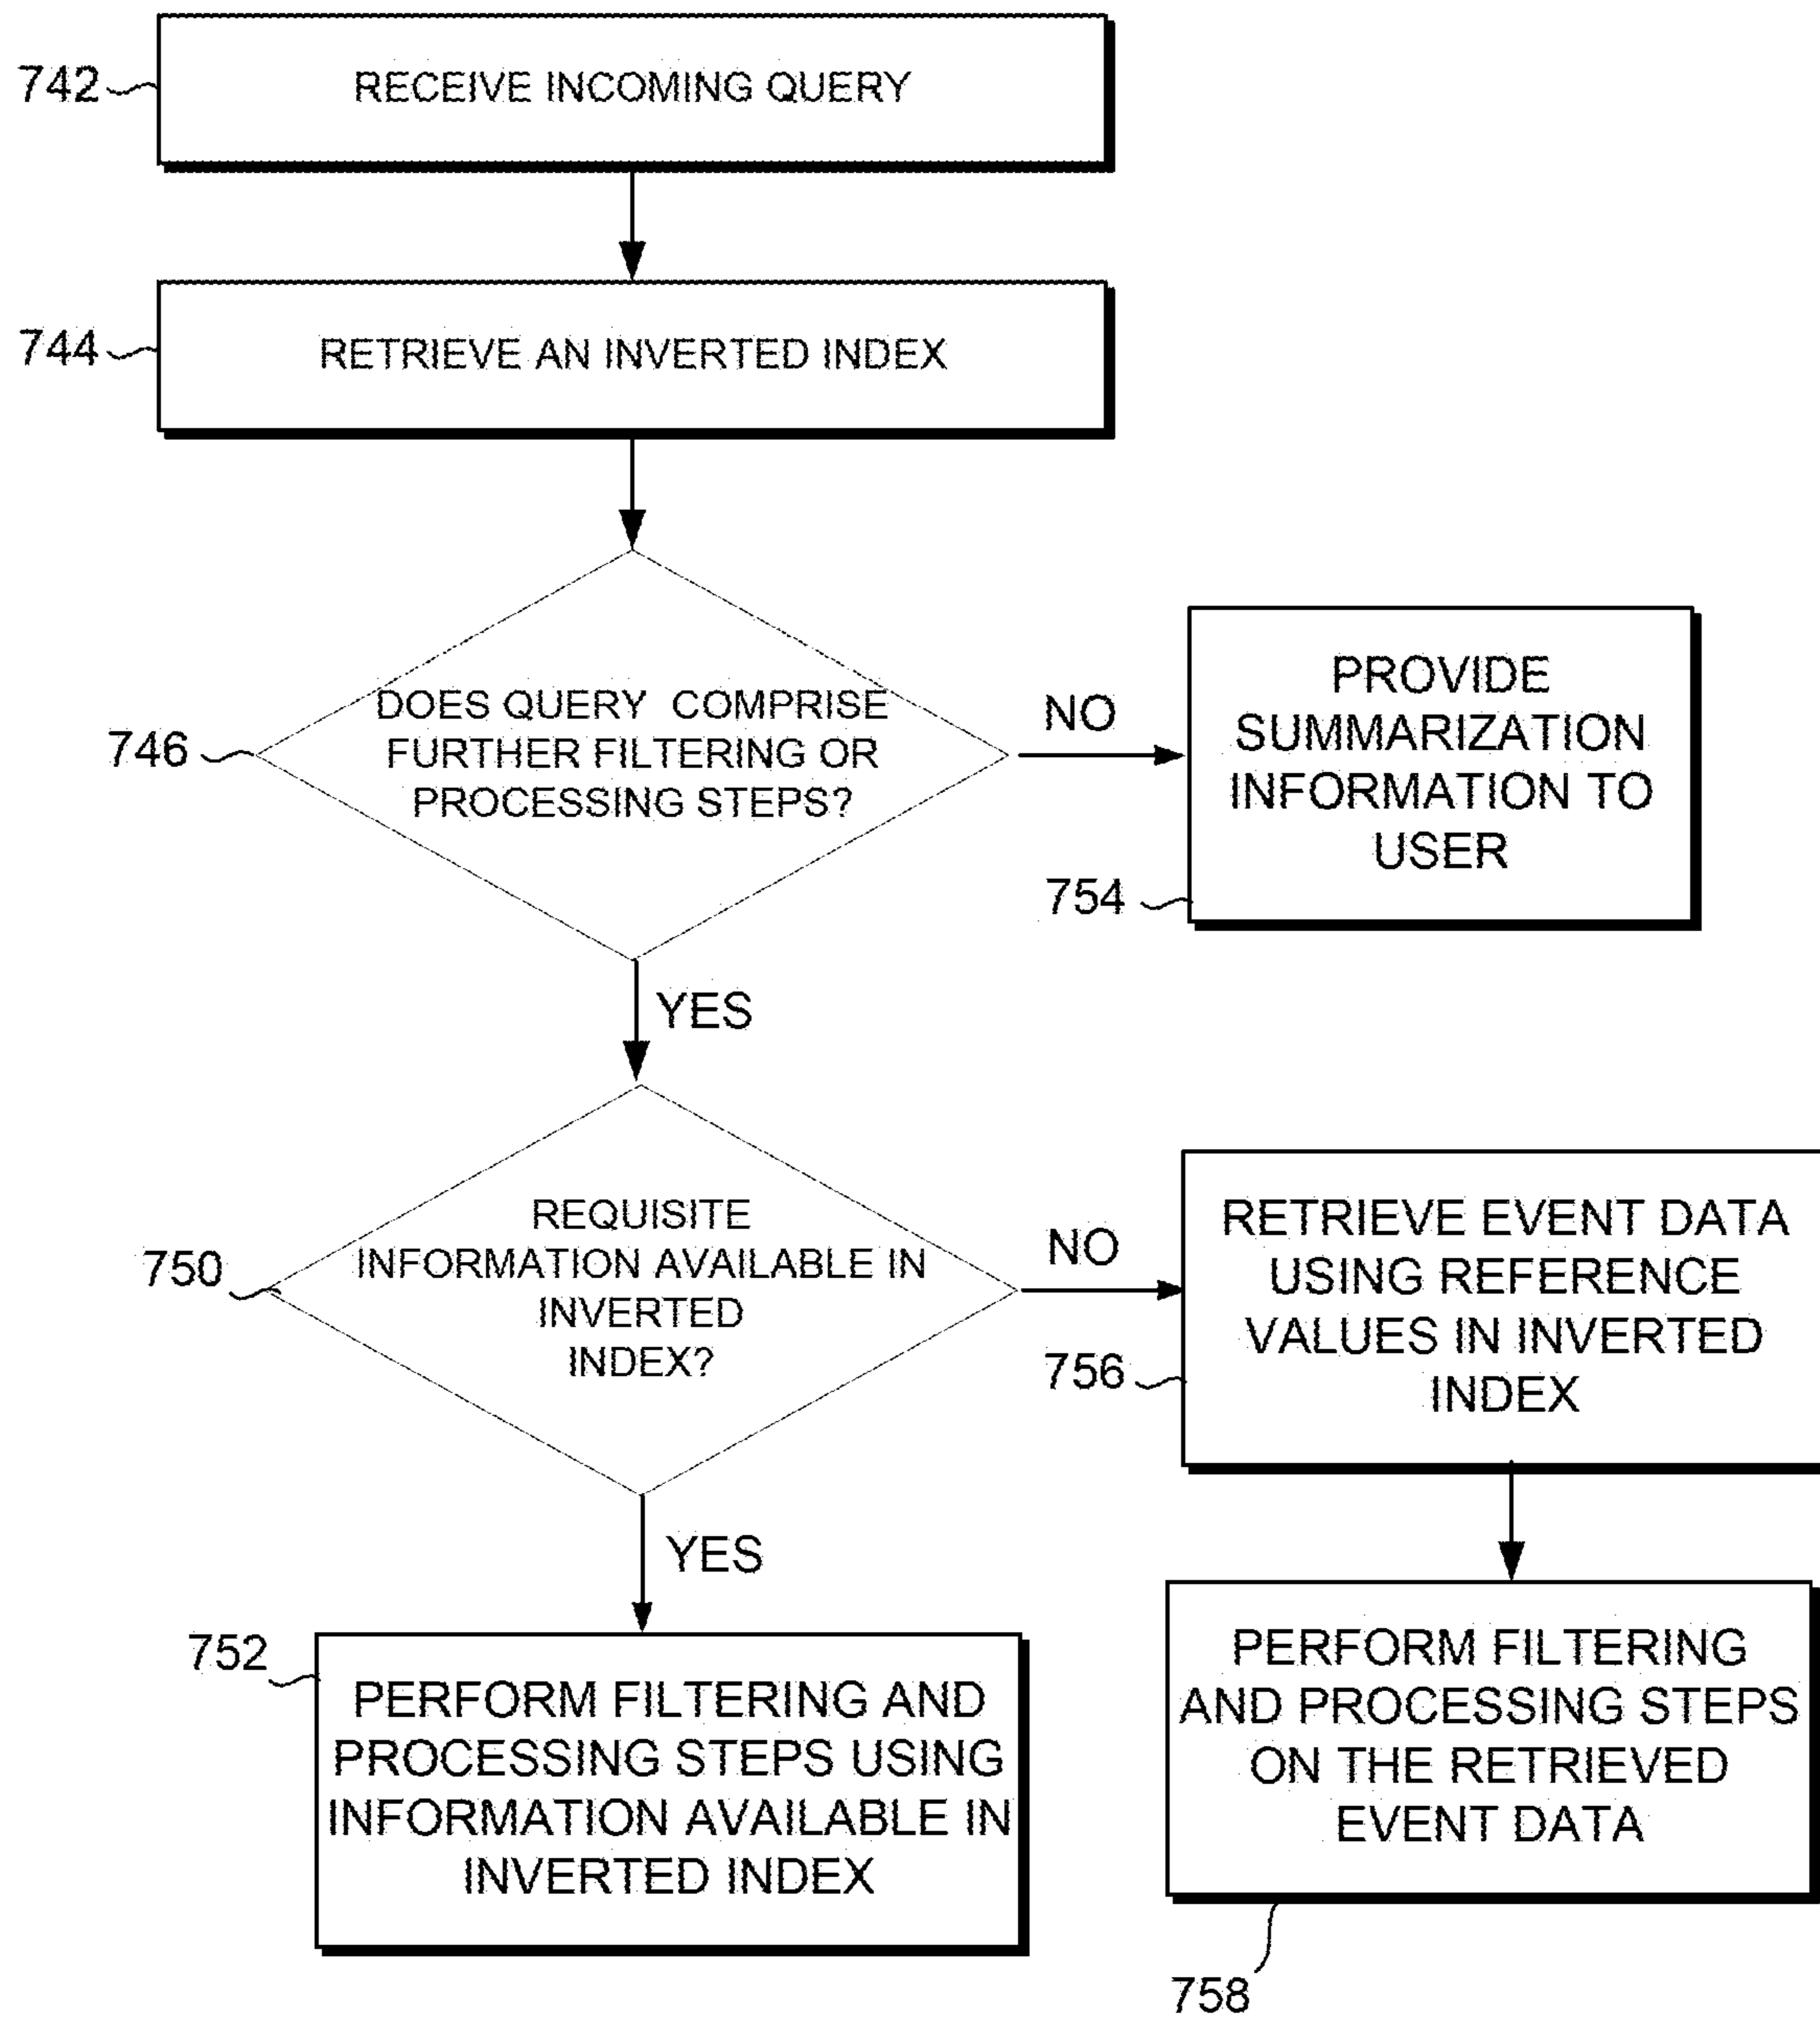 742
RECEIVE INCOMING QUERY
744
RETRIEVE AN INVERTED INDEX
746
DOES QUERY COMPRISE
FURTHER FILTERING OR
PROCESSING STEPS?
NO
PROVIDE
SUMMARIZATION
INFORMATION TO
USER
754
YES
750
REQUISITE
INFORMATION AVAILABLE IN
INVERTED
INDEX?
NO
RETRIEVE EVENT DATA
USING REFERENCE
VALUES IN INVERTED
INDEX
756
YES
752
PERFORM FILTERING AND
PROCESSING STEPS USING
INFORMATION AVAILABLE IN
INVERTED INDEX
PERFORM FILTERING
AND PROCESSING STEPS
ON THE RETRIEVED
EVENT DATA
758